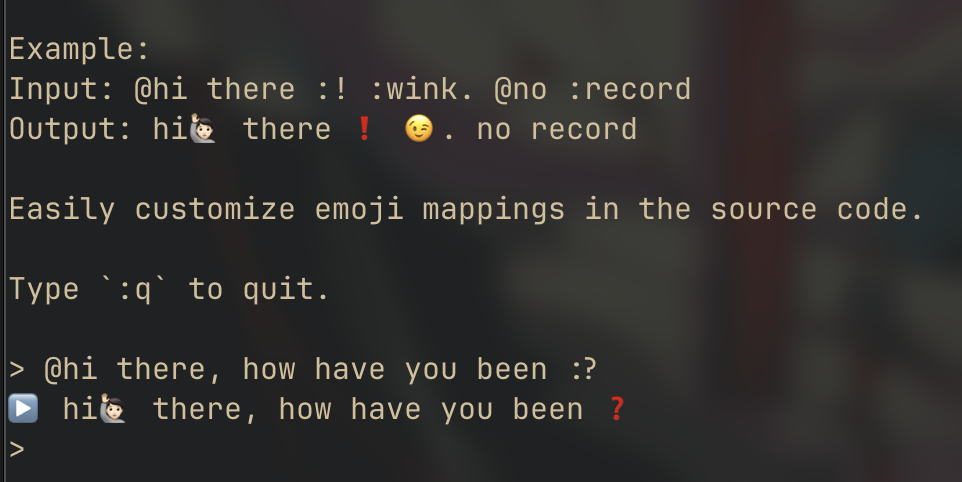 Example:
Input: @hi there :! :wink. @no :record
Output: hi🙋🏻 there ❗ 😉. no record
Easily customize emoji mappings in the source code.
Type `:q` to quit.
> @hi there, how have you been :?
▶️ hi🙋🏻 there, how have you been ❓
>